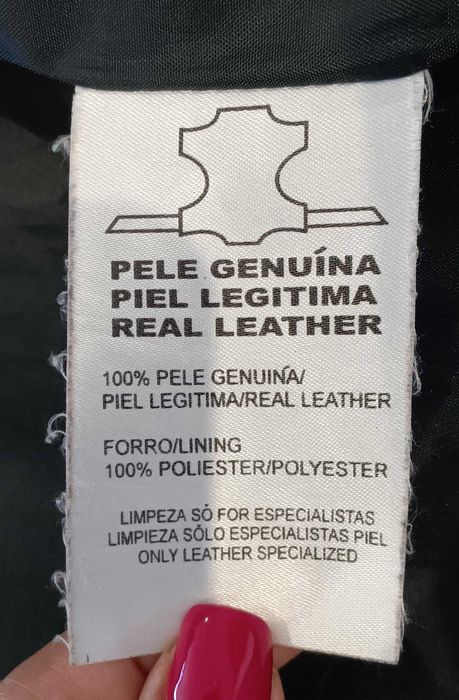 PELE GENUÍNA
PIEL LEGITIMA
REAL LEATHER
100% PELE GENUINÁ/
PIEL LEGITIMA/REAL LEATHER
FORRO/LINING
100% POLIESTER/POLYESTER
LIMPEZA SÓ FOR ESPECIALISTAS
LIMPIEZA SÓLO ESPECIALISTAS PIEL
ONLY LEATHER SPECIALIZED